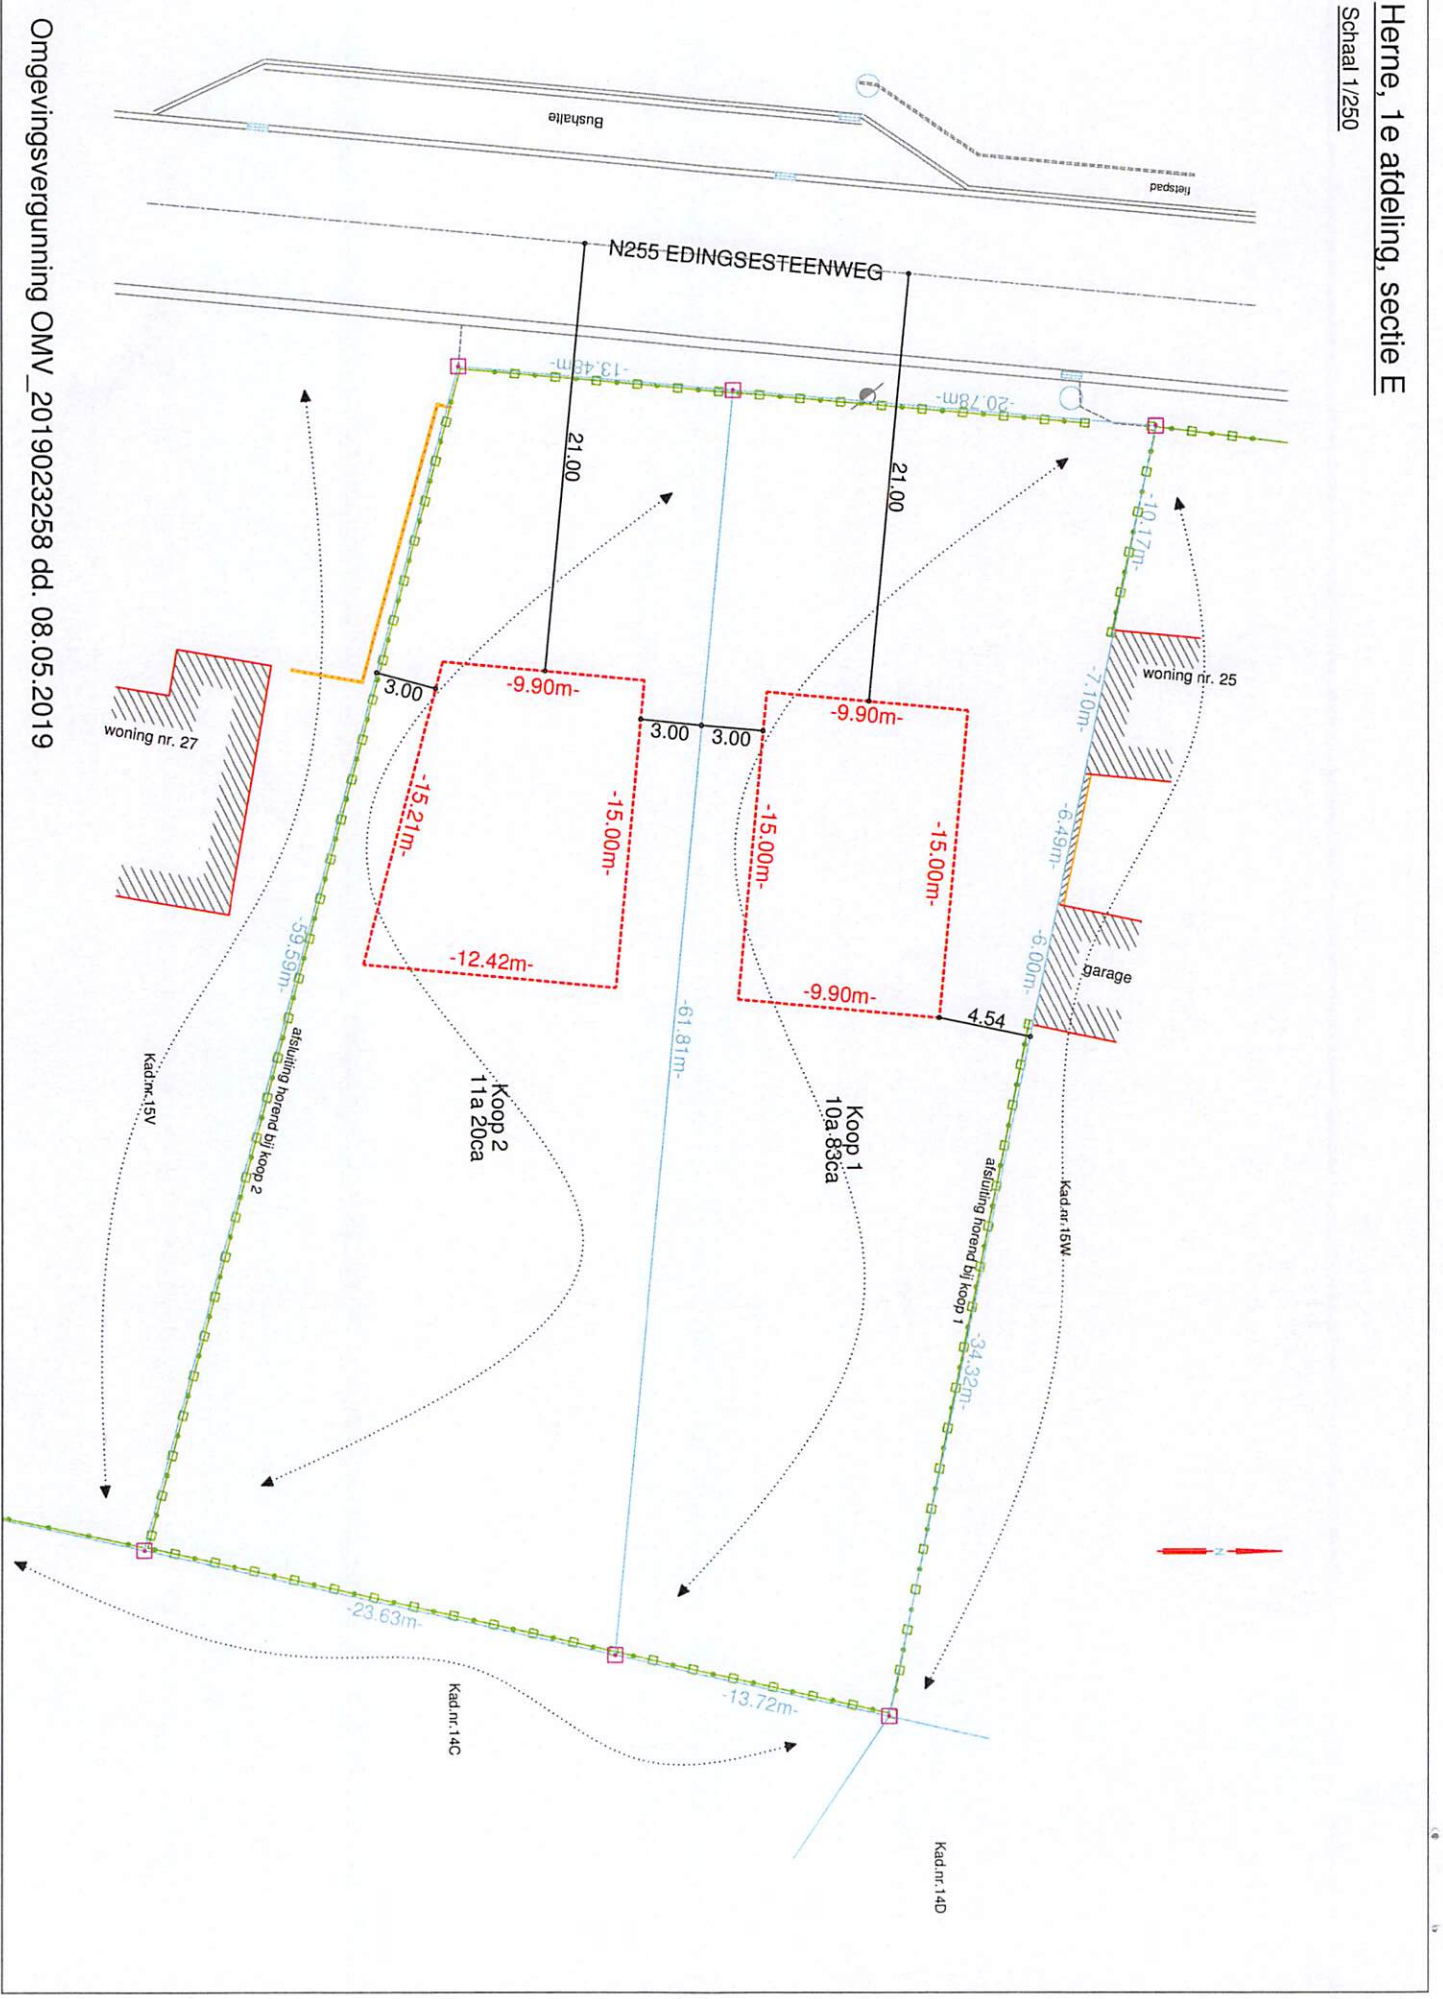 Herne, 1e afdeling, sectie E
Schaal 1/250
Bushalte
fietspad
N255 EDINGSESTEENWEG
-13.48m-
-20.78m-
21.00
21.00
-10.17m-
woning nr. 25
-7.10m-
-6.49m-
-6.00m-
garage
4.54
3.00
-9.90m-
3.00
3.00
-9.90m-
-15.21m-
-15.00m-
-15.00m-
-15.00m-
-12.42m-
-9.90m-
woning nr. 27
-59.59m-
-61.81m-
Koop 1
10a 83ca
Koop 2
11a 20ca
afsluiting horend bij koop 2
afsluiting horend bij koop 1
-34.32m-
Kad.nr.15V
Kad.nr.15W
N
-23.63m-
-13.72m-
Kad.nr.14C
Kad.nr.14D
Omgevingsvergunning OMV_2019023258 dd. 08.05.2019